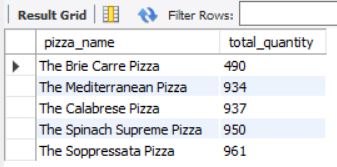 Result Grid Filter Rows:
pizza_name total_quantity
The Brie Carre Pizza 490
The Mediterranean Pizza 934
The Calabrese Pizza 937
The Spinach Supreme Pizza 950
The Soppressata Pizza 961